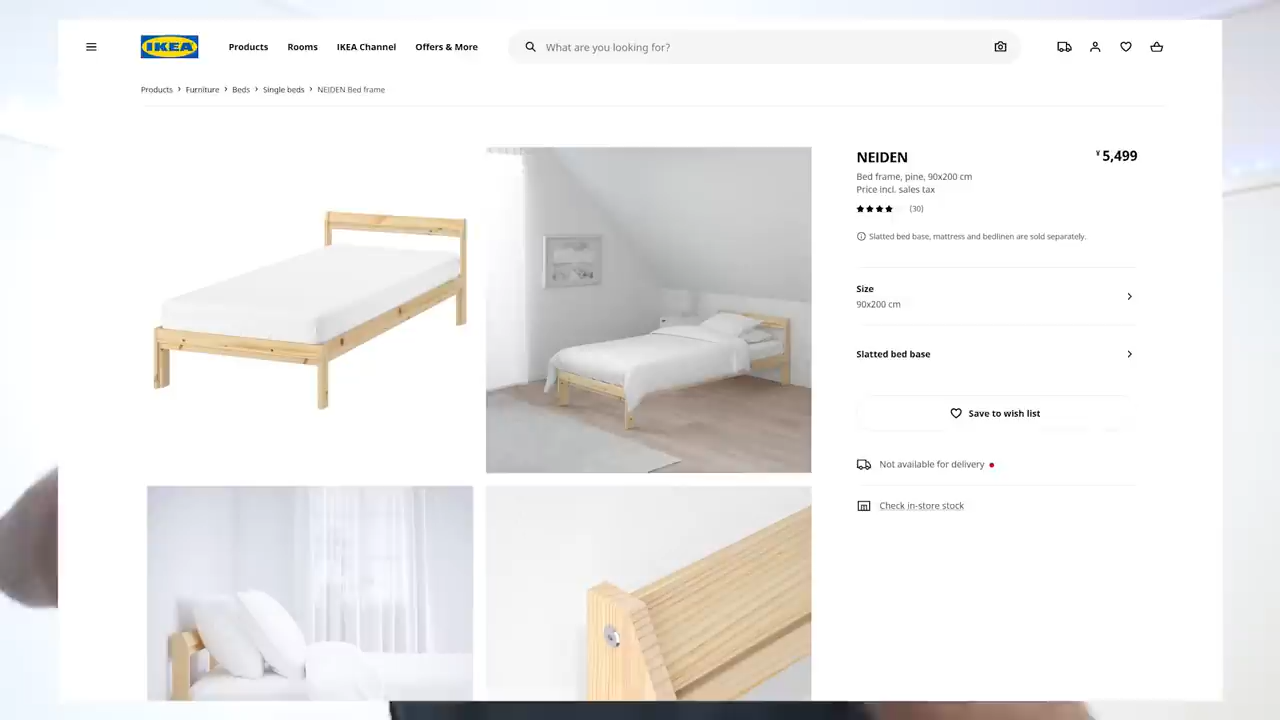 IKEA
Products Rooms IKEA Channel Offers & More
What are you looking for?
Products > Furniture > Beds > Single beds > NEIDEN Bed frame
NEIDEN
¥5,499
Bed frame, pine, 90x200 cm
Price incl. sales tax
(30)
Slatted bed base, mattress and bedlinen are sold separately.
Size
90x200 cm
Slatted bed base
Save to wish list
Not available for delivery
Check in-store stock